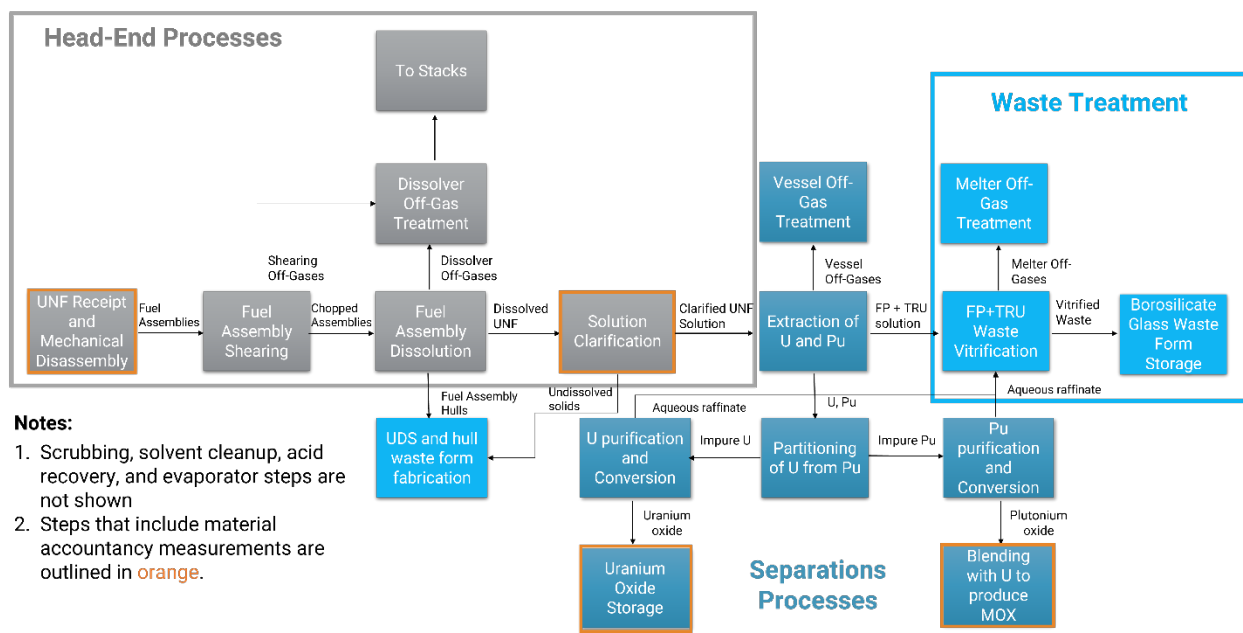 Head-End Processes
To Stacks
Waste Treatment
Dissolver
Off-Gas
Treatment
Vessel Off-
Gas
Treatment
Melter Off-
Gas
Treatment
Shearing
Off-Gases
Dissolver
Off-Gases
Vessel
Off-Gases
Melter Off-
Gases
UNF Receipt
and
Mechanical
Disassembly
Fuel
Assemblies
Fuel
Assembly
Shearing
Chopped
Assemblies
Fuel
Assembly
Dissolution
Dissolved
UNF
Solution
Clarification
Clarified UNF
Solution
Extraction of
U and Pu
FP + TRU
solution
FP+TRU
Waste
Vitrification
Vitrified
Waste
Borosilicate
Glass Waste
Form
Storage
Fuel Assembly
Hulls
Undissolved
solids
Aqueous raffinate
U, Pu
Aqueous raffinate
UDS and hull
waste form
fabrication
U purification
and
Conversion
Impure U
Partitioning
of U from Pu
Impure Pu
Pu
purification
and
Conversion
Uranium
oxide
Plutonium
oxide
Uranium
Oxide
Storage
Separations
Processes
Blending
with U to
produce
MOX
Notes:
1. Scrubbing, solvent cleanup, acid
recovery, and evaporator steps are
not shown
2. Steps that include material
accountancy measurements are
outlined in orange.